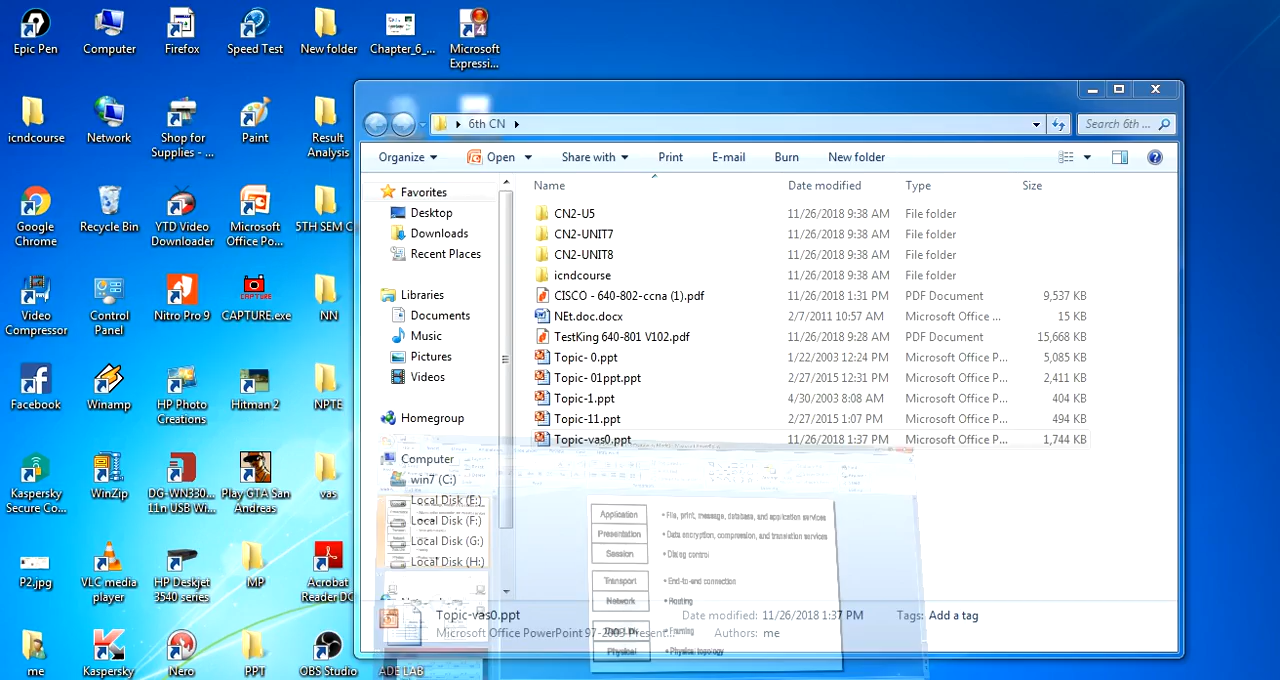 Epic Pen
Computer
Firefox
Speed Test
New folder
Chapter_6_...
Microsoft
Expressi...
icndcourse
Network
Shop for
Supplies - ...
Paint
Result
Analysis
Google
Chrome
Recycle Bin
YTD Video
Downloader
Microsoft
Office Po...
5TH SEM C
Video
Compressor
Control
Panel
Nitro Pro 9
CAPTURE
CAPTURE.exe
NN
Facebook
Winamp
HP Photo
Creations
Hitman 2
NPTE
Kaspersky
Secure Co...
WinZip
DG-WN330...
11n USB Wi...
Play GTA San
Andreas
vas
P2.jpg
VLC media
player
HP Deskjet
3540 series
MP
Acrobat
Reader DC
me
Kaspersky
Nero
PPT
OBS Studio
ADE LAB
6th CN
Search 6th ...
Organize
Open
Share with
Print
E-mail
Burn
New folder
Favorites
Desktop
Downloads
Recent Places
Libraries
Documents
Music
Pictures
Videos
Homegroup
Computer
win7 (C:)
Local Disk (E:)
Local Disk (F:)
Local Disk (G:)
Local Disk (H:)
Name Date modified Type Size
CN2-U5 11/26/2018 9:38 AM File folder
CN2-UNIT7 11/26/2018 9:38 AM File folder
CN2-UNIT8 11/26/2018 9:38 AM File folder
icndcourse 11/26/2018 9:38 AM File folder
CISCO - 640-802-ccna (1).pdf 11/26/2018 1:31 PM PDF Document 9,537 KB
NEt.doc.docx 2/7/2011 10:57 AM Microsoft Office ... 15 KB
TestKing 640-801 V102.pdf 11/26/2018 9:28 AM PDF Document 15,668 KB
Topic- 0.ppt 1/22/2003 12:24 PM Microsoft Office P... 5,085 KB
Topic- 01ppt.ppt 2/27/2015 12:31 PM Microsoft Office P... 2,411 KB
Topic-1.ppt 4/30/2003 8:08 AM Microsoft Office P... 404 KB
Topic-11.ppt 2/27/2015 1:07 PM Microsoft Office P... 494 KB
Topic-vas0.ppt 11/26/2018 1:37 PM Microsoft Office P... 1,744 KB
Application • File, print, message, database, and application services
Presentation • Data encryption, compression, and translation services
Session • Dialog control
Transport • End-to-end connection
Network • Routing
Framing
Physical • Physical topology
Topic-vas0.ppt Date modified: 11/26/2018 1:37 PM Tags: Add a tag
Microsoft Office PowerPoint 97-2003 Present... Authors: me